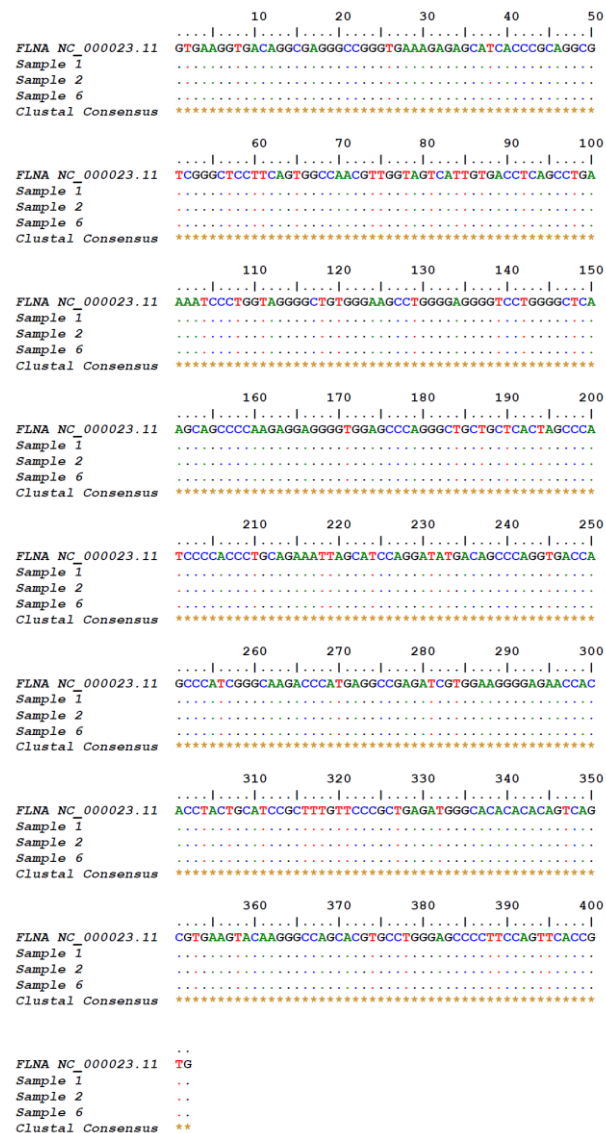 10 20 30 40 50
....|....|....|....|....|....|....|....|....|....|
FLNA NC_000023.11 GTGAAGGTGACAGGCGAGGGCCGGGTGAAAGAGAGCATCACCCGCAGGCG
Sample 1 ..................................................
Sample 2 ..................................................
Sample 6 ..................................................
Clustal Consensus **************************************************
60 70 80 90 100
....|....|....|....|....|....|....|....|....|....|
FLNA NC_000023.11 TCGGGCTCCTTCAGTGGCCAACGTTGGTAGTCATTGTGACCTCAGCCTGA
Sample 1 ..................................................
Sample 2 ..................................................
Sample 6 ..................................................
Clustal Consensus **************************************************
110 120 130 140 150
....|....|....|....|....|....|....|....|....|....|
FLNA NC_000023.11 AAATCCCTGGTAGGGGCTGTGGGAAGCCTGGGGAGGGGTCCTGGGGCTCA
Sample 1 ..................................................
Sample 2 ..................................................
Sample 6 ..................................................
Clustal Consensus **************************************************
160 170 180 190 200
....|....|....|....|....|....|....|....|....|....|
FLNA NC_000023.11 AGCAGCCCCAAGAGGAGGGGTGGAGCCCAGGGCTGCTGCTCACTAGCCCA
Sample 1 ..................................................
Sample 2 ..................................................
Sample 6 ..................................................
Clustal Consensus **************************************************
210 220 230 240 250
....|....|....|....|....|....|....|....|....|....|
FLNA NC_000023.11 TCCCCACCCTGCAGAAATTAGCATCCAGGATATGACAGCCCAGGTGACCA
Sample 1 ..................................................
Sample 2 ..................................................
Sample 6 ..................................................
Clustal Consensus **************************************************
260 270 280 290 300
....|....|....|....|....|....|....|....|....|....|
FLNA NC_000023.11 GCCCATCGGGCAAGACCCATGAGGCCGAGATCGTGGAAGGGGAGAACCAC
Sample 1 ..................................................
Sample 2 ..................................................
Sample 6 ..................................................
Clustal Consensus **************************************************
310 320 330 340 350
....|....|....|....|....|....|....|....|....|....|
FLNA NC_000023.11 ACCTACTGCATCCGCTTTGTTCCCGCTGAGATGGGCACACACACAGTCAG
Sample 1 ..................................................
Sample 2 ..................................................
Sample 6 ..................................................
Clustal Consensus **************************************************
360 370 380 390 400
....|....|....|....|....|....|....|....|....|....|
FLNA NC_000023.11 CGTGAAGTACAAGGGCCAGCACGTGCCTGGGAGCCCCTTCCAGTTCACCG
Sample 1 ..................................................
Sample 2 ..................................................
Sample 6 ..................................................
Clustal Consensus **************************************************
..
FLNA NC_000023.11 TG
Sample 1 ..
Sample 2 ..
Sample 6 ..
Clustal Consensus **